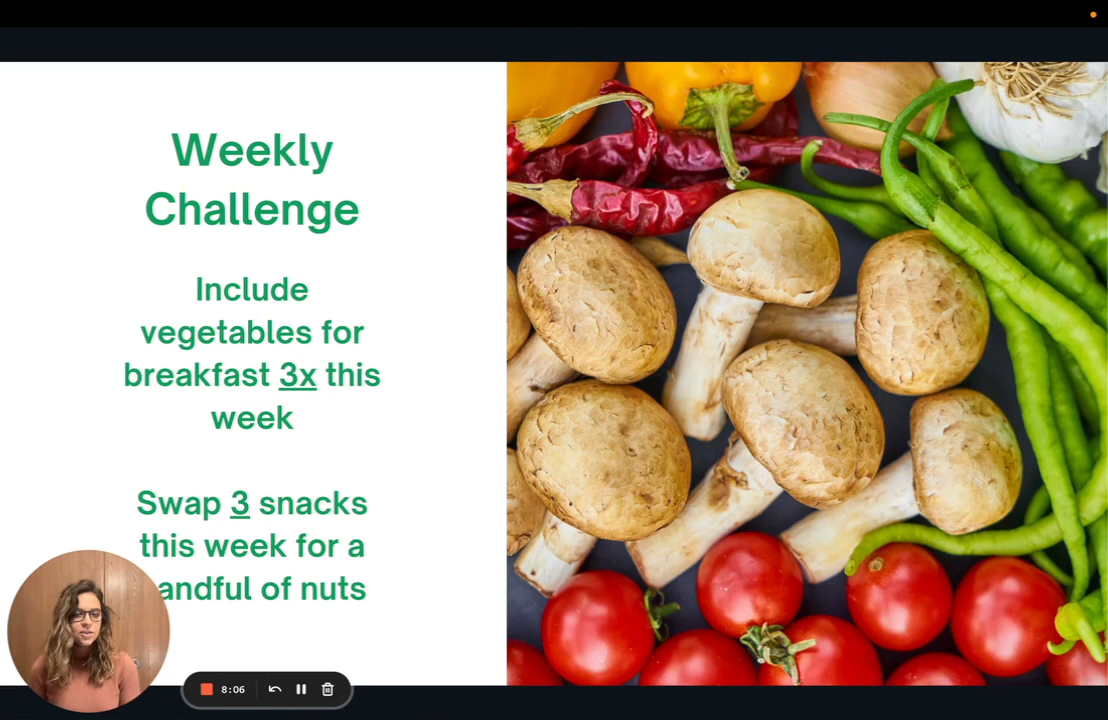 Weekly
Challenge
Include
vegetables for
breakfast 3x this
week
Swap 3 snacks
this week for a
andful of nuts
8:06